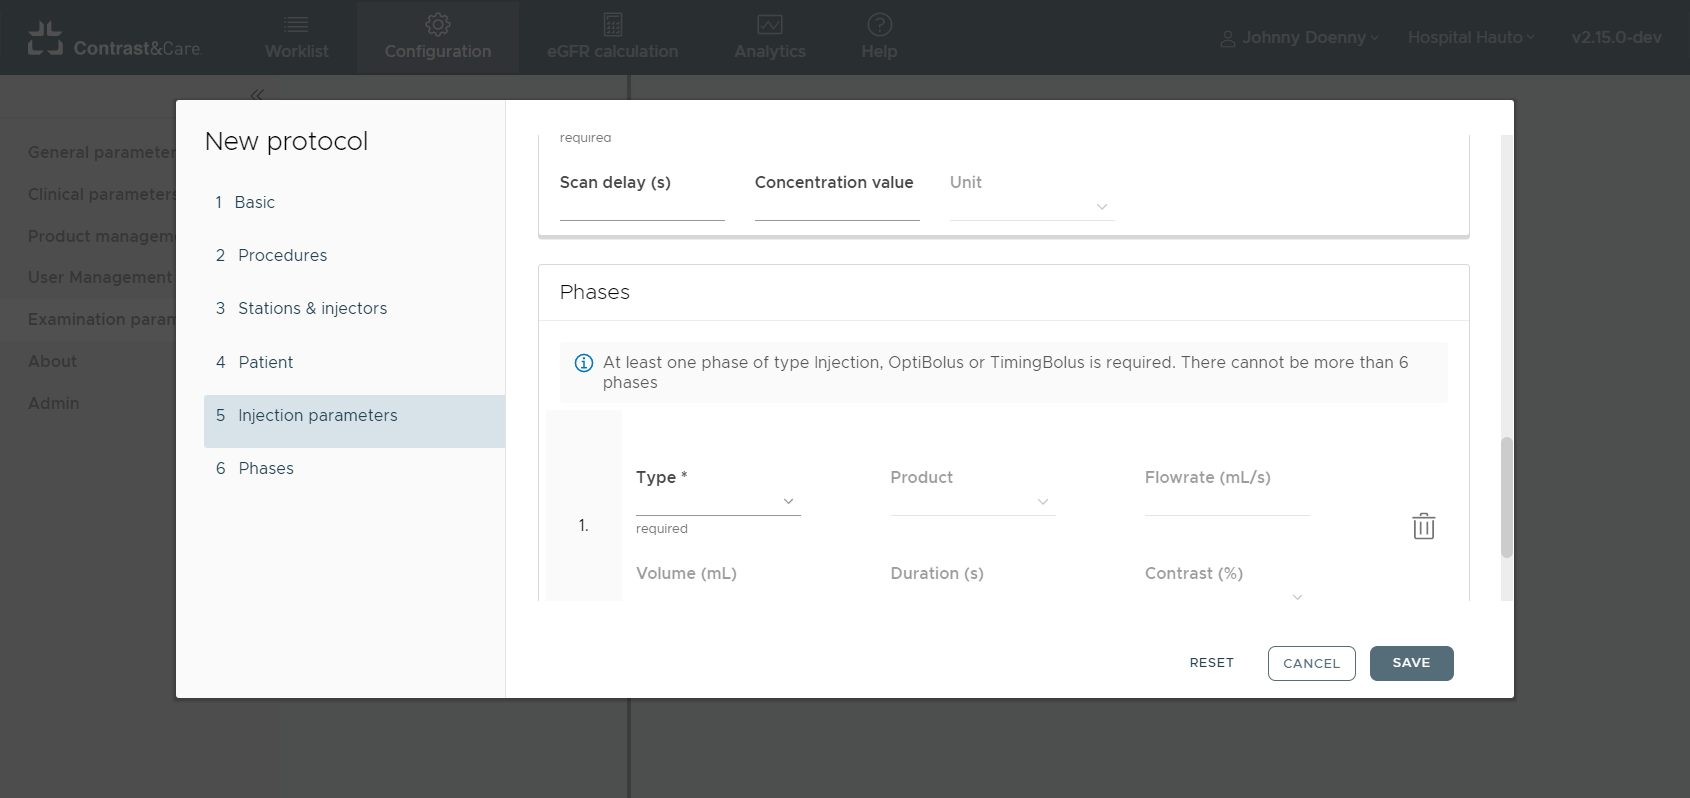 Contrast&Care.
Worklist
Configuration
eGFR calculation
Analytics
Help
Johnny Doenny
Hospital Hauto
v2.15.0-dev
General parameter
Clinical parameters
Product managem
User Management
Examination param
About
Admin
New protocol
1 Basic
2 Procedures
3 Stations & injectors
4 Patient
5 Injection parameters
6 Phases
required
Scan delay (s) Concentration value Unit
Phases
At least one phase of type Injection, OptiBolus or TimingBolus is required. There cannot be more than 6
phases
1.
Type * Product Flowrate (mL/s)
required
Volume (mL) Duration (s) Contrast (%)
RESET CANCEL SAVE